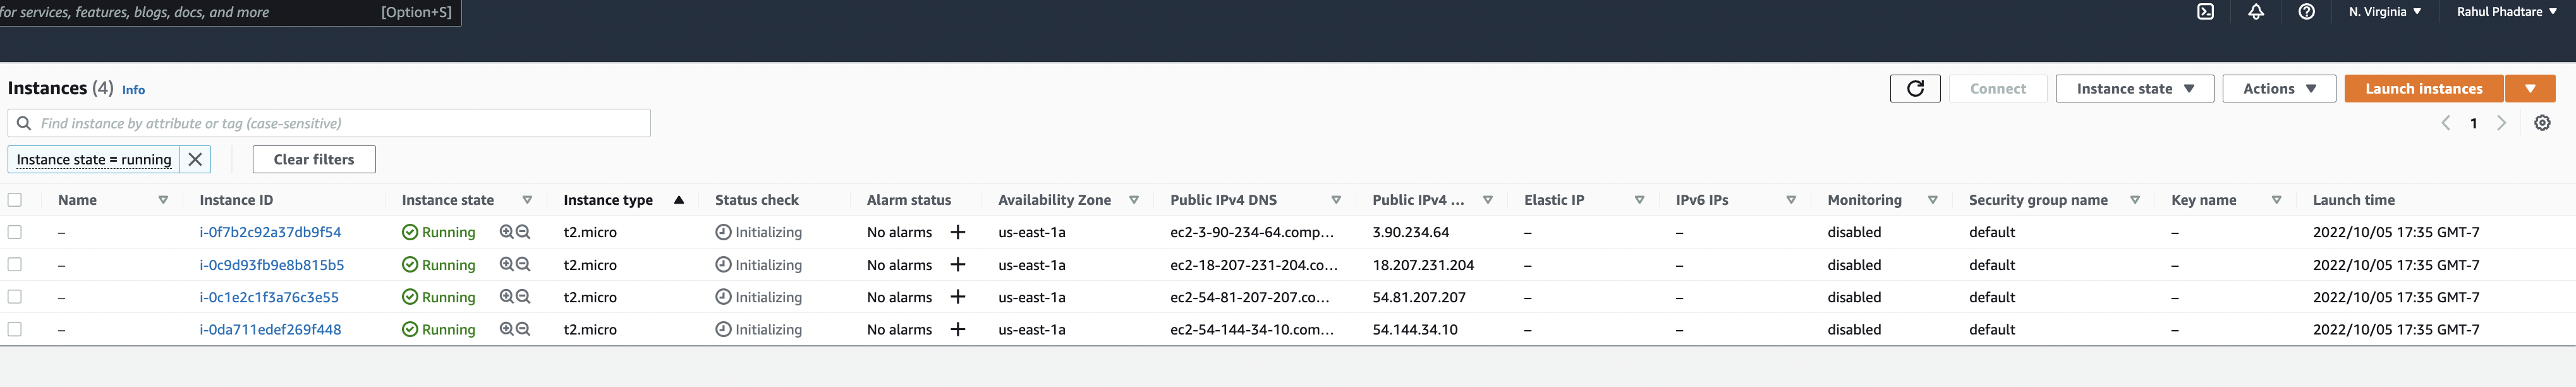 for services, features, blogs, docs, and more [Option+S] N. Virginia Rahul Phadtare
Instances (4) Info Connect Instance state Actions Launch instances
Find instance by attribute or tag (case-sensitive) 1
Instance state = running Clear filters
Name Instance ID Instance state Instance type Status check Alarm status Availability Zone Public IPv4 DNS Public IPv4 ... Elastic IP IPv6 IPs Monitoring Security group name Key name Launch time
– i-0f7b2c92a37db9f54 Running t2.micro Initializing No alarms + us-east-1a ec2-3-90-234-64.comp... 3.90.234.64 – – disabled default – 2022/10/05 17:35 GMT-7
– i-0c9d93fb9e8b815b5 Running t2.micro Initializing No alarms + us-east-1a ec2-18-207-231-204.co... 18.207.231.204 – – disabled default – 2022/10/05 17:35 GMT-7
– i-0c1e2c1f3a76c3e55 Running t2.micro Initializing No alarms + us-east-1a ec2-54-81-207-207.co... 54.81.207.207 – – disabled default – 2022/10/05 17:35 GMT-7
– i-0da711edef269f448 Running t2.micro Initializing No alarms + us-east-1a ec2-54-144-34-10.com... 54.144.34.10 – – disabled default – 2022/10/05 17:35 GMT-7